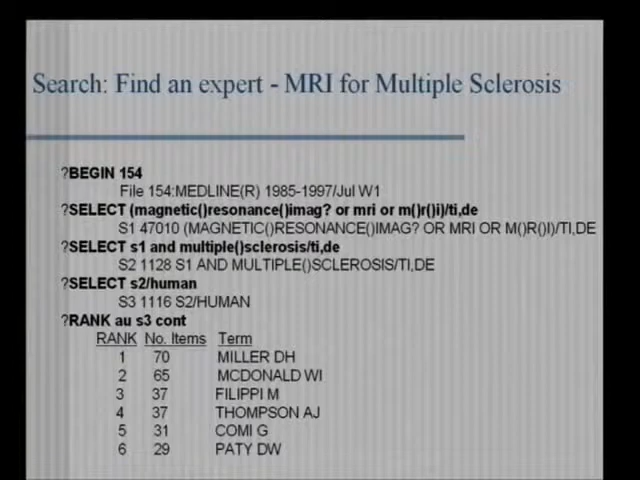 Search: Find an expert - MRI for Multiple Sclerosis
?BEGIN 154
File 154:MEDLINE(R) 1985-1997/Jul W1
?SELECT (magnetic()resonance()imag? or mri or m()r()i)/ti,de
S1 47010 (MAGNETIC()RESONANCE()IMAG? OR MRI OR M()R()I)/TI,DE
?SELECT s1 and multiple()sclerosis/ti,de
S2 1128 S1 AND MULTIPLE()SCLEROSIS/TI,DE
?SELECT s2/human
S3 1116 S2/HUMAN
?RANK au s3 cont
RANK No. Items Term
1 70 MILLER DH
2 65 MCDONALD WI
3 37 FILIPPI M
4 37 THOMPSON AJ
5 31 COMI G
6 29 PATY DW